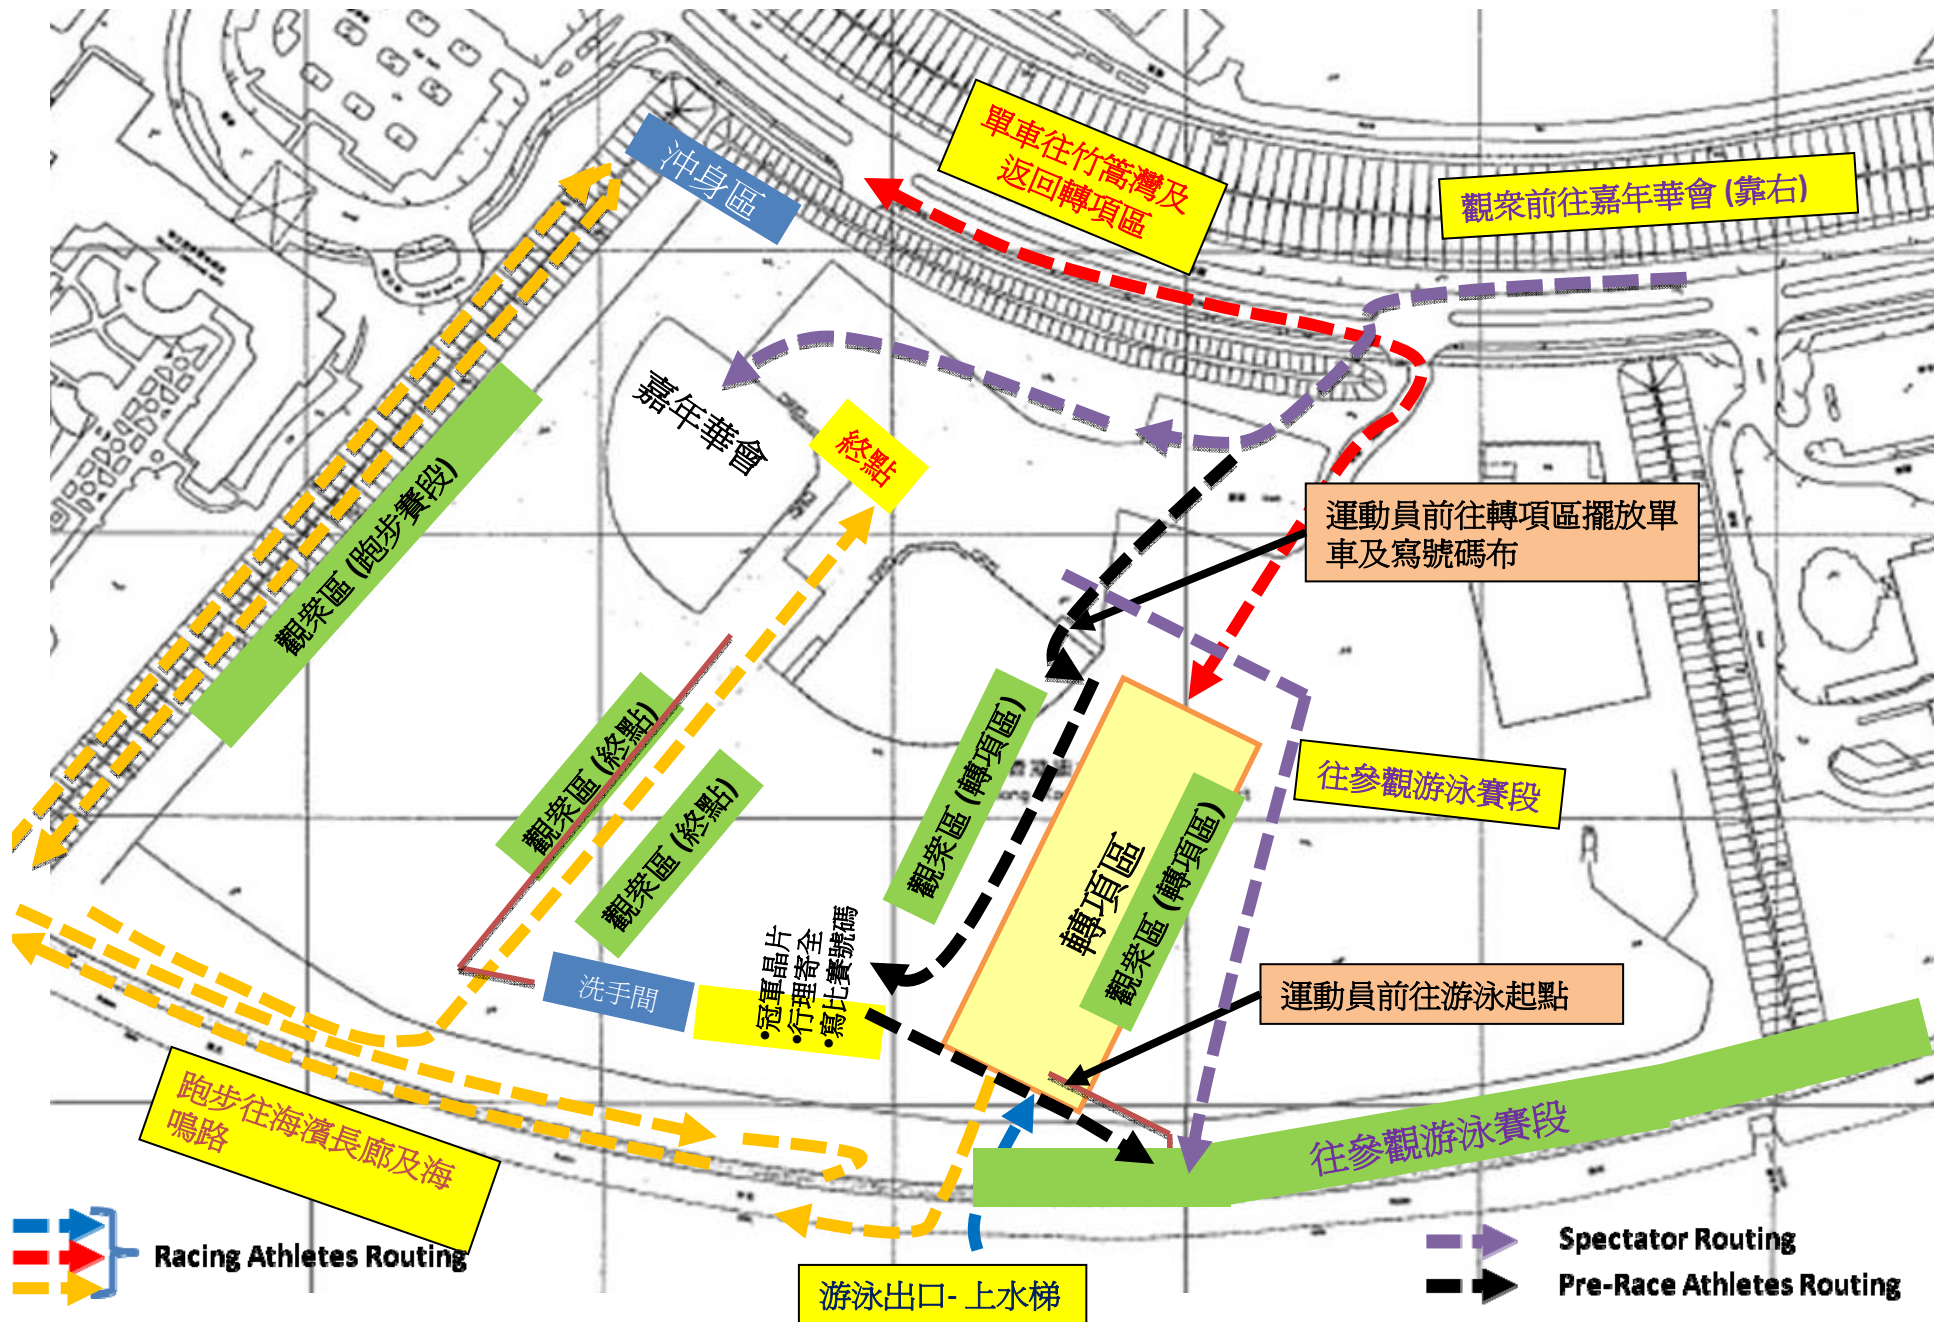 單車往竹篙灣及
返回轉項區
沖身區
觀衆前往嘉年華會 (靠右)
嘉年華會
終點
觀衆區 (跑步賽段)
運動員前往轉項區擺放單
車及寫號碼布
觀衆區 (終點)
觀衆區 (終點)
觀衆區 (轉項區)
轉項區
觀衆區 (轉項區)
往參觀游泳賽段
洗手間
•冠軍晶片
•行理寄全
•寫比賽號碼
運動員前往游泳起點
往參觀游泳賽段
跑步往海濱長廊及海
鳴路
Racing Athletes Routing
游泳出口- 上水梯
Spectator Routing
Pre-Race Athletes Routing